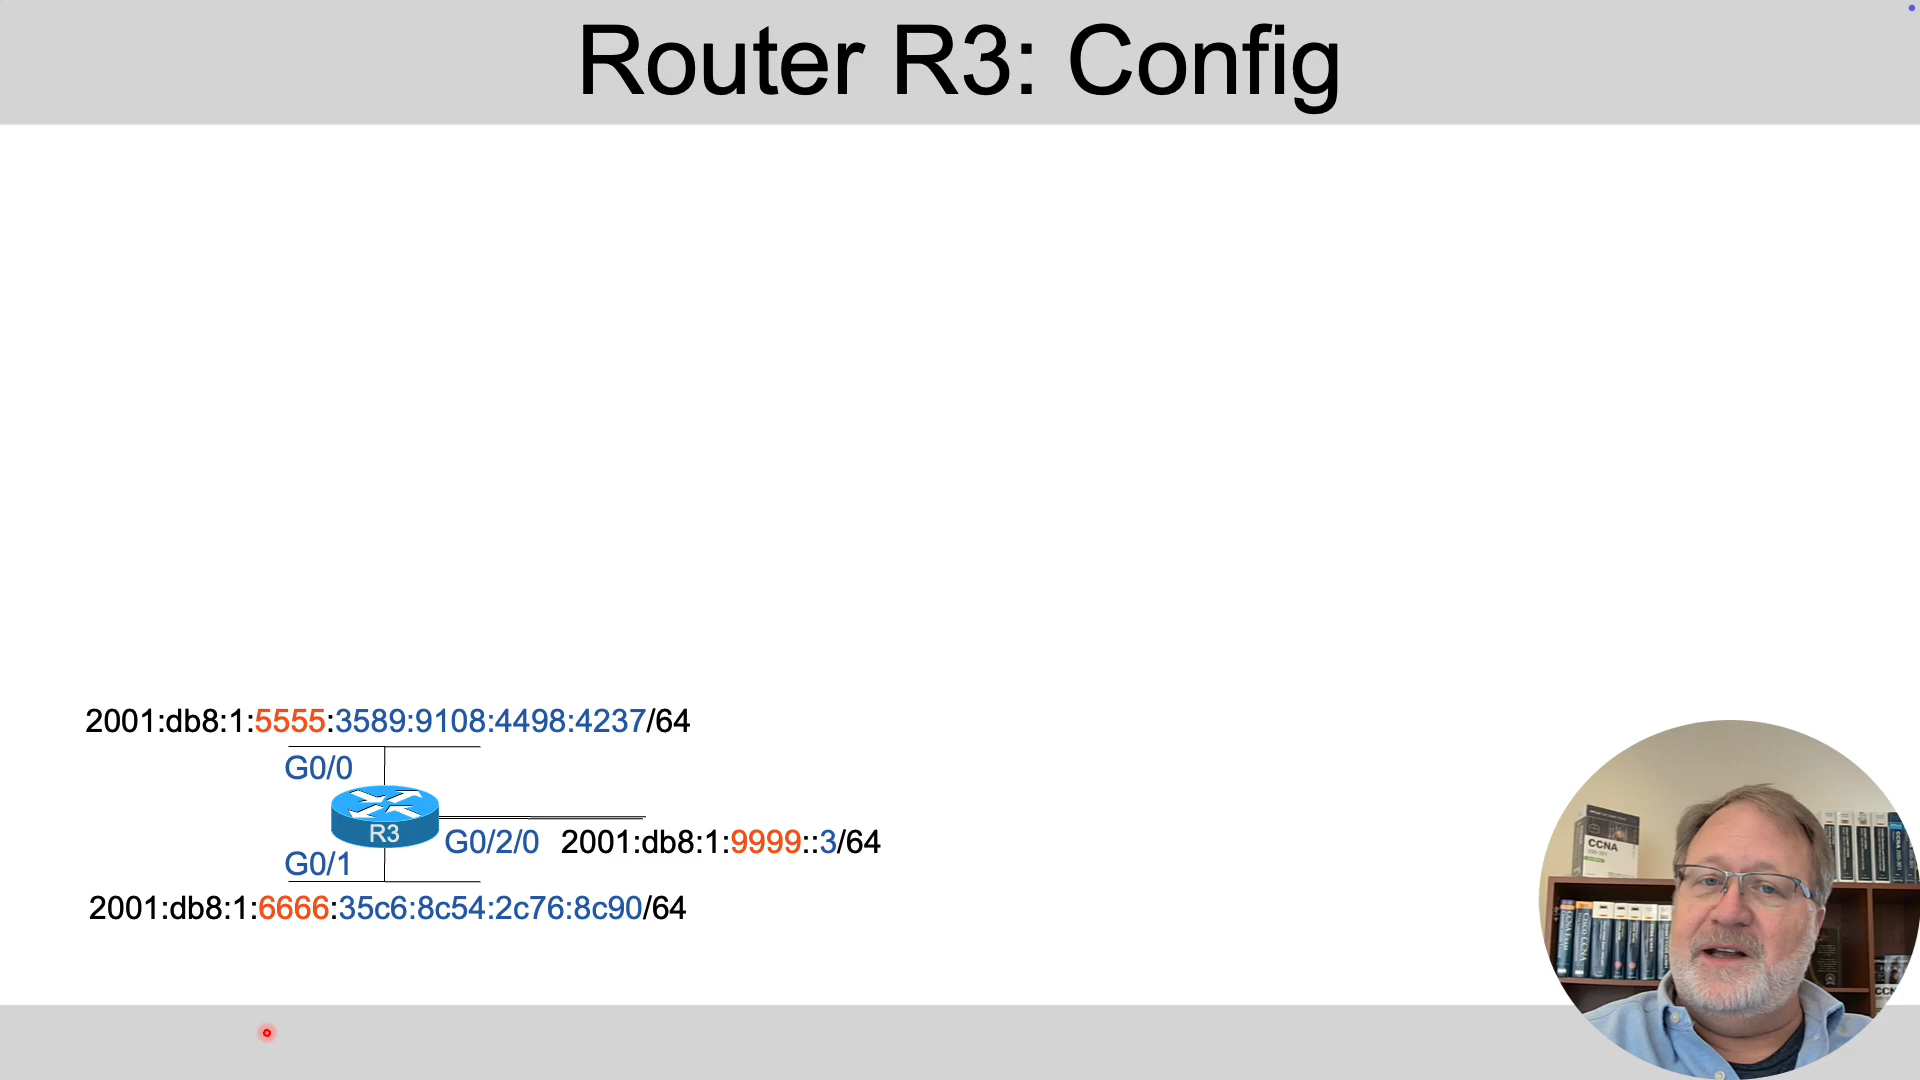 Router R3: Config
2001:db8:1:5555:3589:9108:4498:4237/64
G0/0
R3
G0/2/0 2001:db8:1:9999::3/64
G0/1
2001:db8:1:6666:35c6:8c54:2c76:8c90/64
CCNA